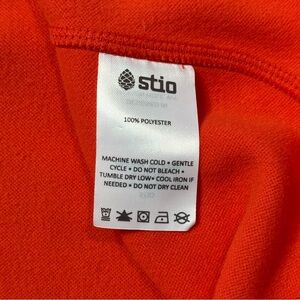 stio
100% POLYESTER
MACHINE WASH COLD • GENTLE
CYCLE • DO NOT BLEACH •
TUMBLE DRY LOW • COOL IRON IF
NEEDED • DO NOT DRY CLEAN